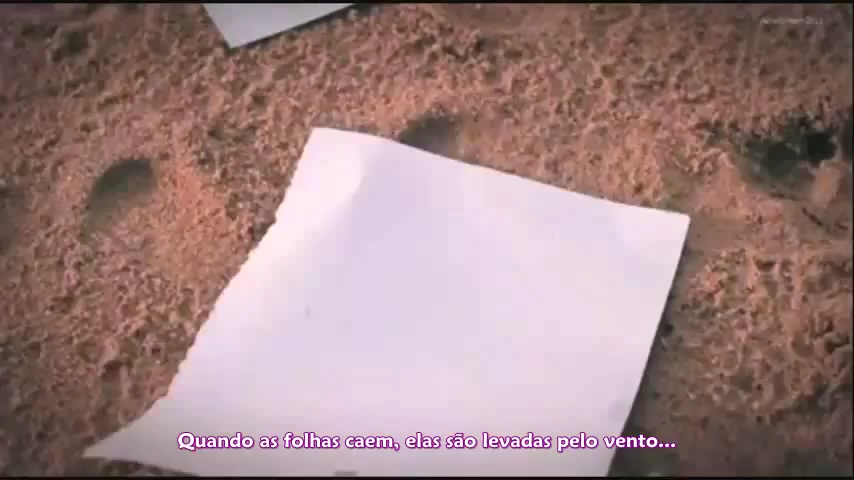 Quando as folhas caem, elas são levadas pelo vento...